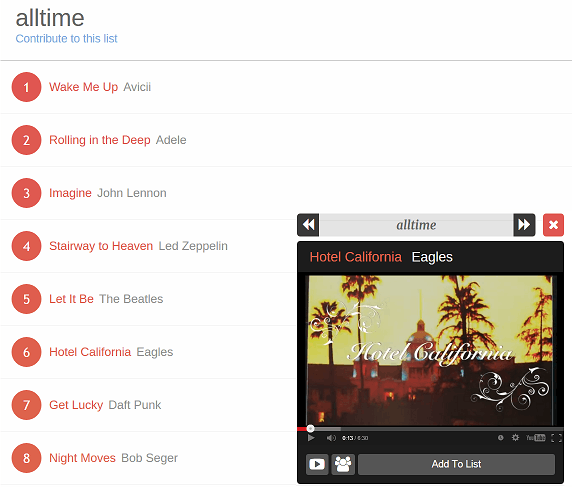 alltime
Contribute to this list
1 Wake Me Up Avicii
2 Rolling in the Deep Adele
3 Imagine John Lennon
4 Stairway to Heaven Led Zeppelin
5 Let It Be The Beatles
6 Hotel California Eagles
7 Get Lucky Daft Punk
8 Night Moves Bob Seger
alltime
Hotel California Eagles
Hotel California
0:13 / 6:30 YouTube
Add To List